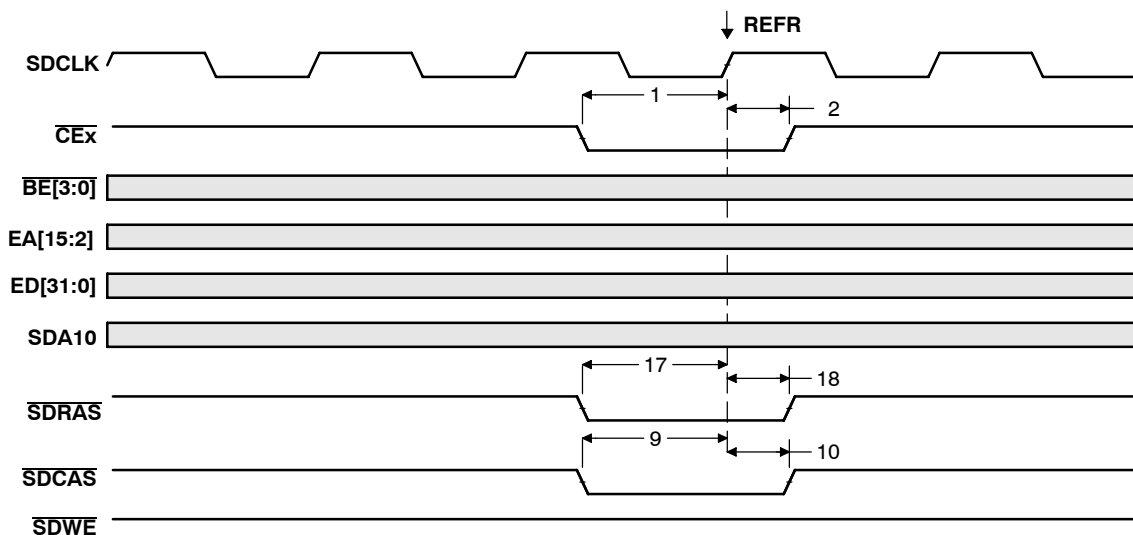 REFR
SDCLK
1
2
CEx
BE[3:0]
EA[15:2]
ED[31:0]
SDA10
17
18
SDRAS
9
10
SDCAS
SDWE